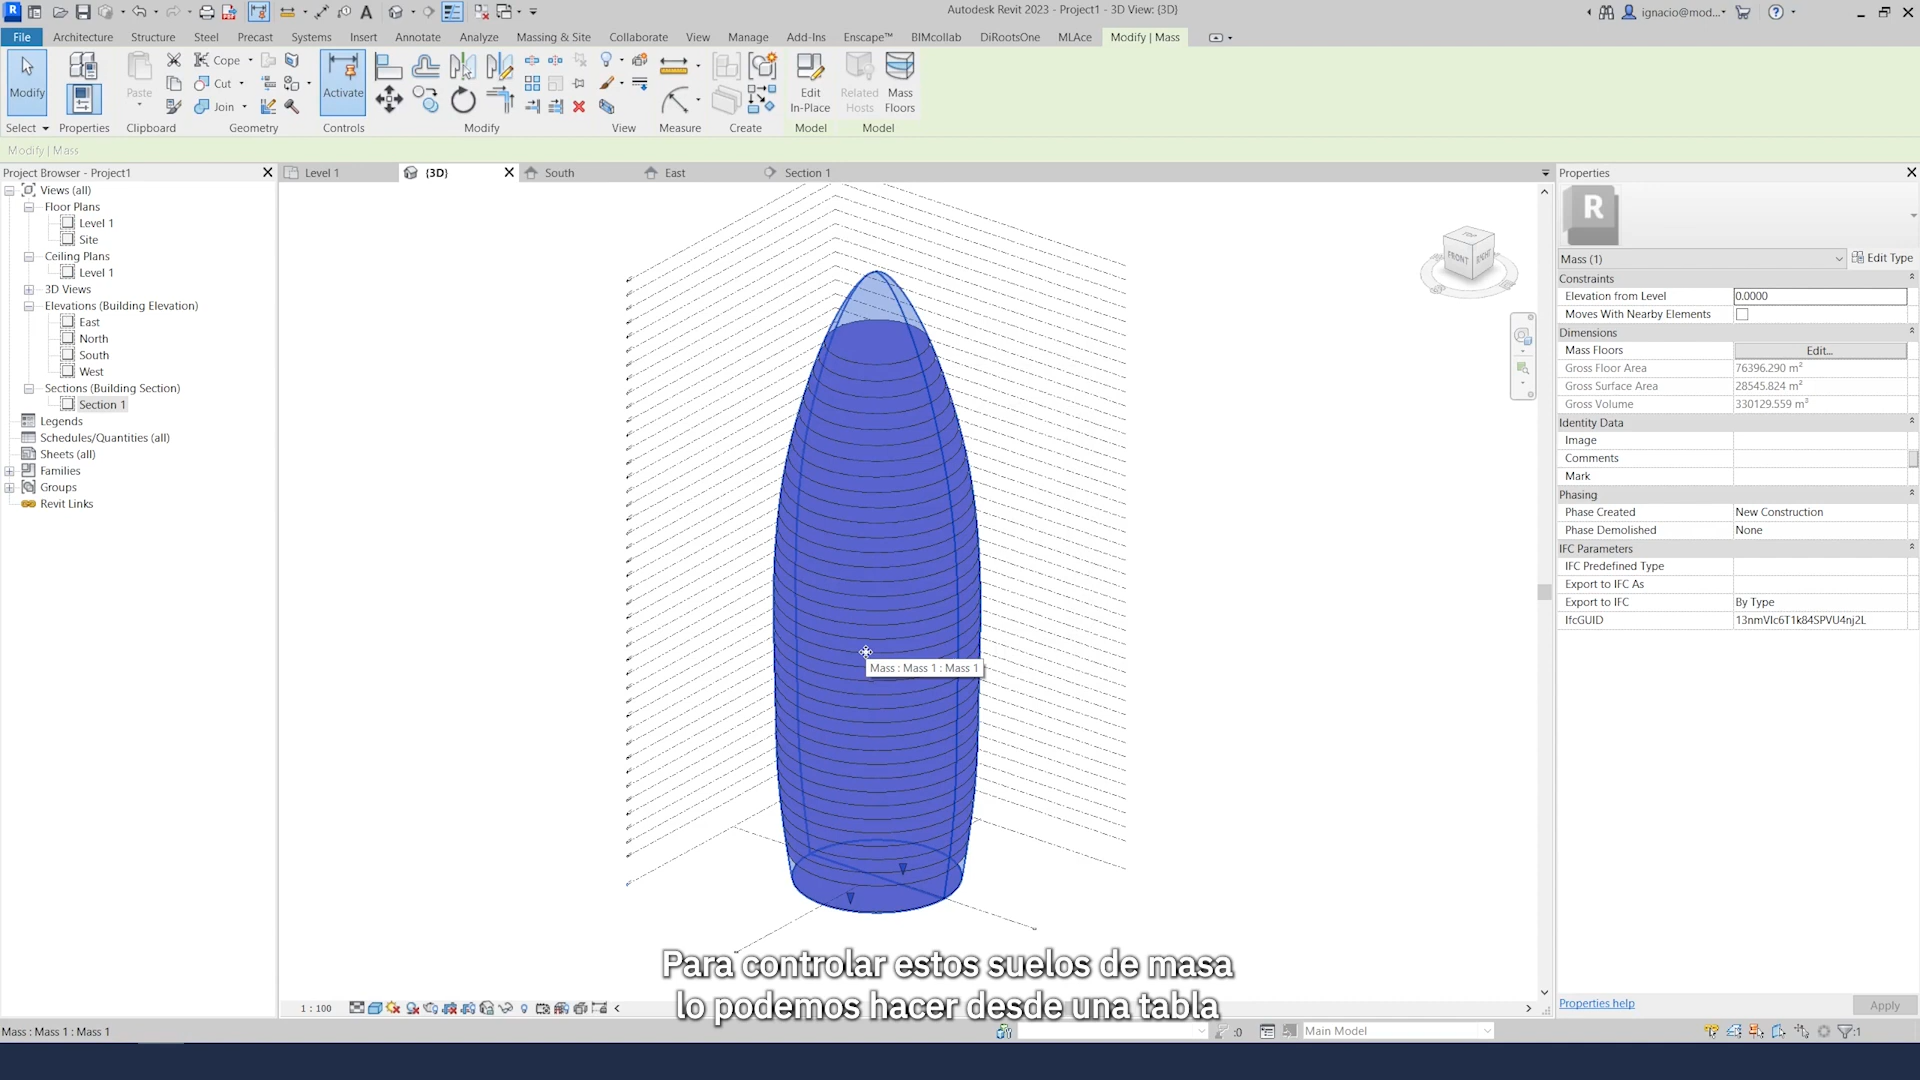 Autodesk Revit 2023 - Project1 - 3D View: {3D}
ignacio@mod...
File
Architecture
Structure
Steel
Precast
Systems
Insert
Annotate
Analyze
Massing & Site
Collaborate
View
Manage
Add-Ins
Enscape™
BIMcollab
DiRootsOne
MLAce
Modify | Mass
Modify
Paste
Cope
Cut
Join
Activate
Edit
In-Place
Related
Hosts
Mass
Floors
Select
Properties
Clipboard
Geometry
Controls
Modify
View
Measure
Create
Model
Model
Modify | Mass
Project Browser - Project1
Views (all)
Floor Plans
Level 1
Site
Ceiling Plans
Level 1
3D Views
Elevations (Building Elevation)
East
North
South
West
Sections (Building Section)
Section 1
Legends
Schedules/Quantities (all)
Sheets (all)
Families
Groups
Revit Links
Level 1
{3D}
South
East
Section 1
TOP
FRONT
RIGHT
Mass : Mass 1 : Mass 1
Para controlar estos suelos de masa
lo podemos hacer desde una tabla
Properties
R
Mass (1)
Edit Type
Constraints
Elevation from Level 0.0000
Moves With Nearby Elements
Dimensions
Mass Floors Edit...
Gross Floor Area 76396.290 m²
Gross Surface Area 28545.824 m²
Gross Volume 330129.559 m³
Identity Data
Image
Comments
Mark
Phasing
Phase Created New Construction
Phase Demolished None
IFC Parameters
IFC Predefined Type
Export to IFC As
Export to IFC By Type
IfcGUID 13nmVIc6T1k84SPVU4nj2L
Properties help
Apply
1 : 100
Mass : Mass 1 : Mass 1
:0
Main Model
:1